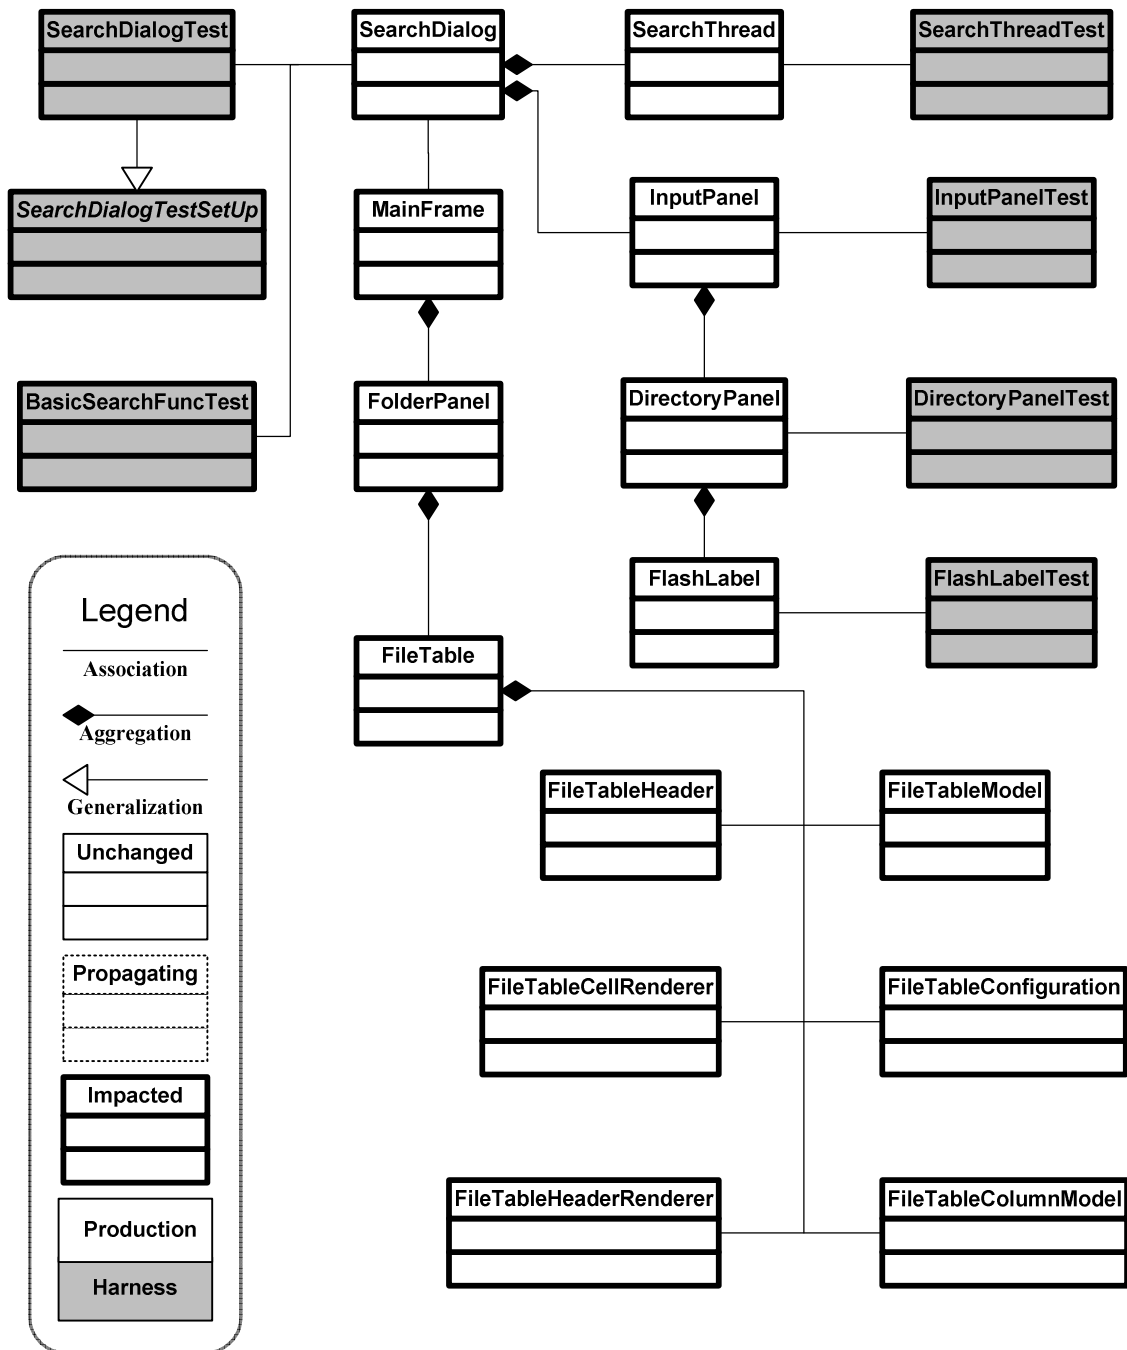 SearchDialogTest
SearchDialog
SearchThread
SearchThreadTest
SearchDialogTestSetUp
MainFrame
InputPanel
InputPanelTest
BasicSearchFuncTest
FolderPanel
DirectoryPanel
DirectoryPanelTest
FlashLabel
FlashLabelTest
FileTable
FileTableHeader
FileTableModel
FileTableCellRenderer
FileTableConfiguration
FileTableHeaderRenderer
FileTableColumnModel
Legend
Association
Aggregation
Generalization
Unchanged
Propagating
Impacted
Production
Harness